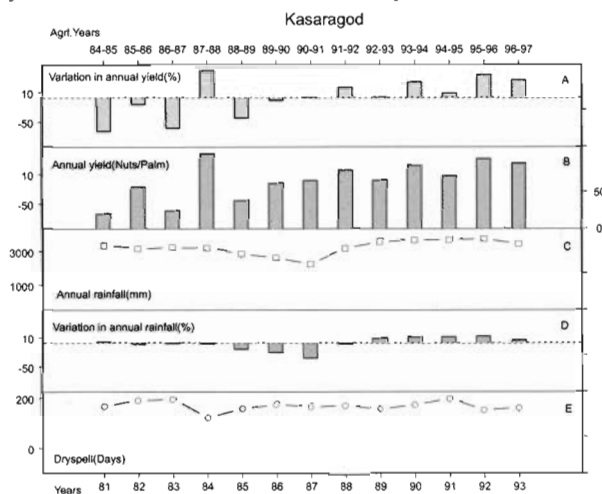 Kasaragod
Agrl.Years
84-85 85-86 86-87 87-88 88-89 89-90 90-91 91-92 92-93 93-94 94-95 95-96 96-97
Variation in annual yield(%) A
10
-50
Annual yield(Nuts/Palm) B
10
-50
50
0
C
3000
1000
Annual rainfall(mm)
Variation in annual rainfall(%) D
10
-50
200 E
0
Dryspell(Days)
Years 81 82 83 84 85 86 87 88 89 90 91 92 93